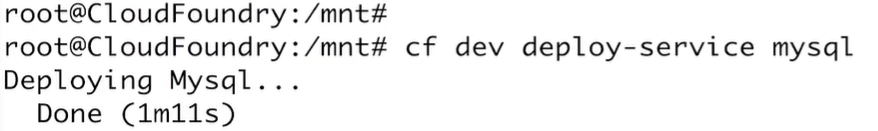 root@CloudFoundry:/mnt#
root@CloudFoundry:/mnt# cf dev deploy-service mysql
Deploying Mysql...
  Done (1m11s)